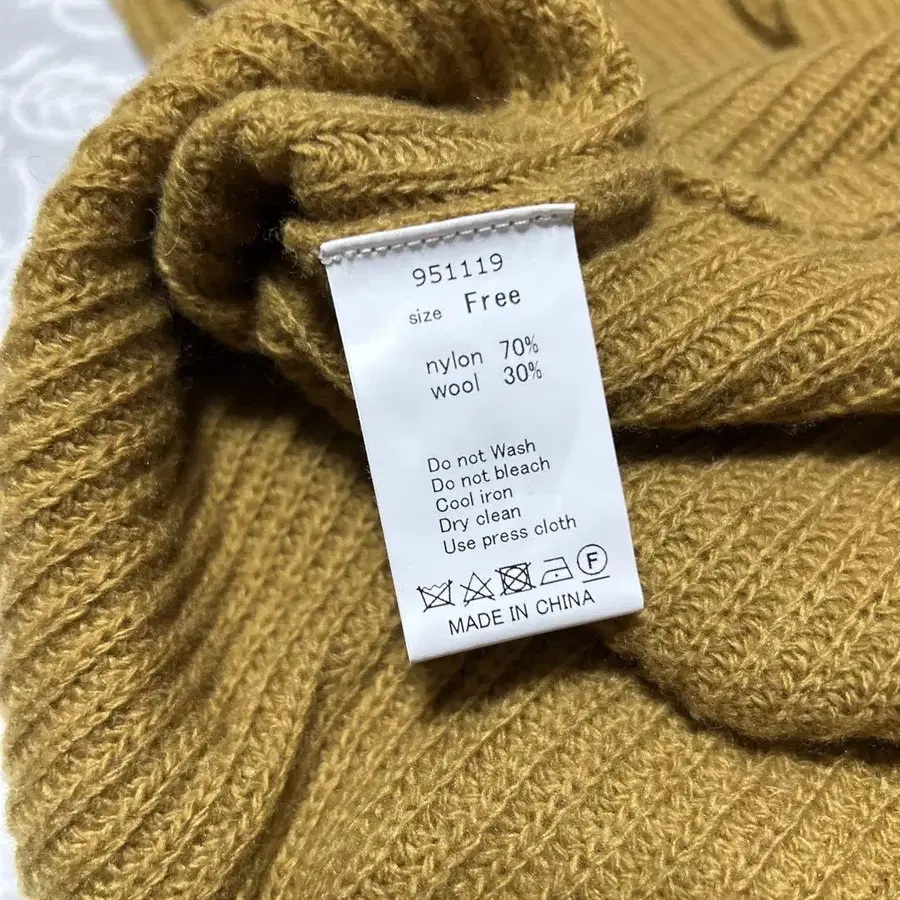 951119
size Free
nylon 70%
wool 30%
Do not Wash
Do not bleach
Cool iron
Dry clean
Use press cloth
F
MADE IN CHINA